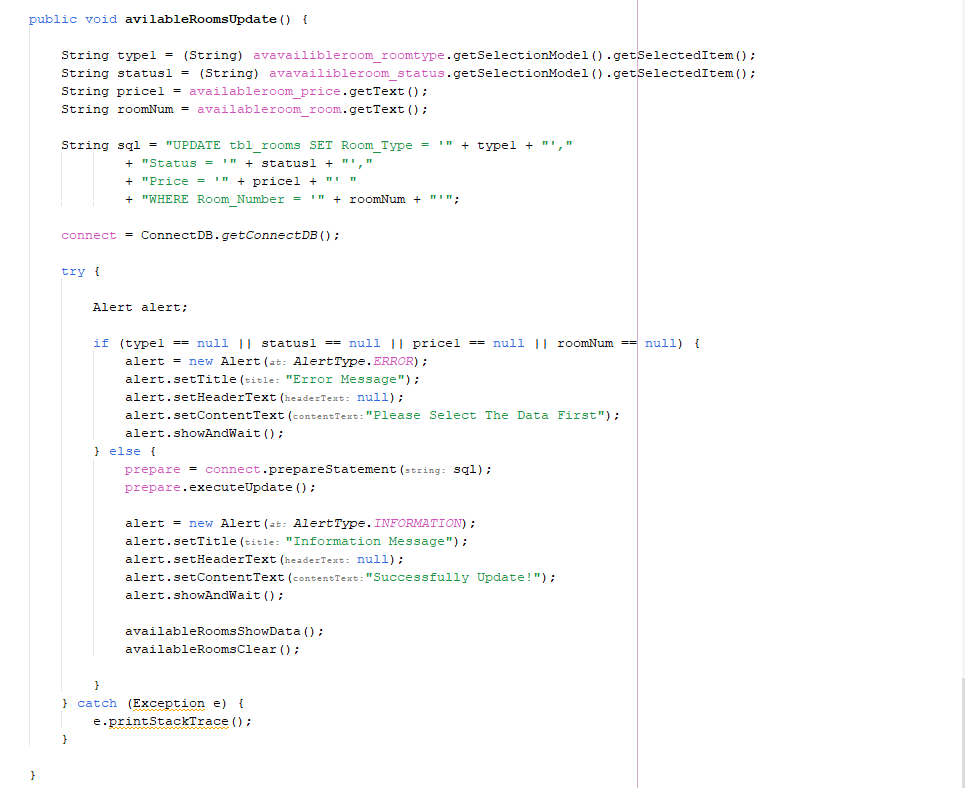 public void avilableRoomsUpdate() {
String type1 = (String) avavailibleroom_roomtype.getSelectionModel().getSelectedItem();
String status1 = (String) avavailibleroom_status.getSelectionModel().getSelectedItem();
String price1 = availableroom_price.getText();
String roomNum = availableroom_room.getText();
String sql = "UPDATE tbl_rooms SET Room_Type = '" + type1 + "',"
+ "Status = '" + status1 + "',"
+ "Price = '" + price1 + "' "
+ "WHERE Room_Number = '" + roomNum + "'";
connect = ConnectDB.getConnectDB();
try {
Alert alert;
if (type1 == null || status1 == null || price1 == null || roomNum == null) {
alert = new Alert(at: AlertType.ERROR);
alert.setTitle(title: "Error Message");
alert.setHeaderText(headerText: null);
alert.setContentText(contentText: "Please Select The Data First");
alert.showAndWait();
} else {
prepare = connect.prepareStatement(string: sql);
prepare.executeUpdate();
alert = new Alert(at: AlertType.INFORMATION);
alert.setTitle(title: "Information Message");
alert.setHeaderText(headerText: null);
alert.setContentText(contentText: "Successfully Update!");
alert.showAndWait();
availableRoomsShowData();
availableRoomsClear();
}
} catch (Exception e) {
e.printStackTrace();
}
}